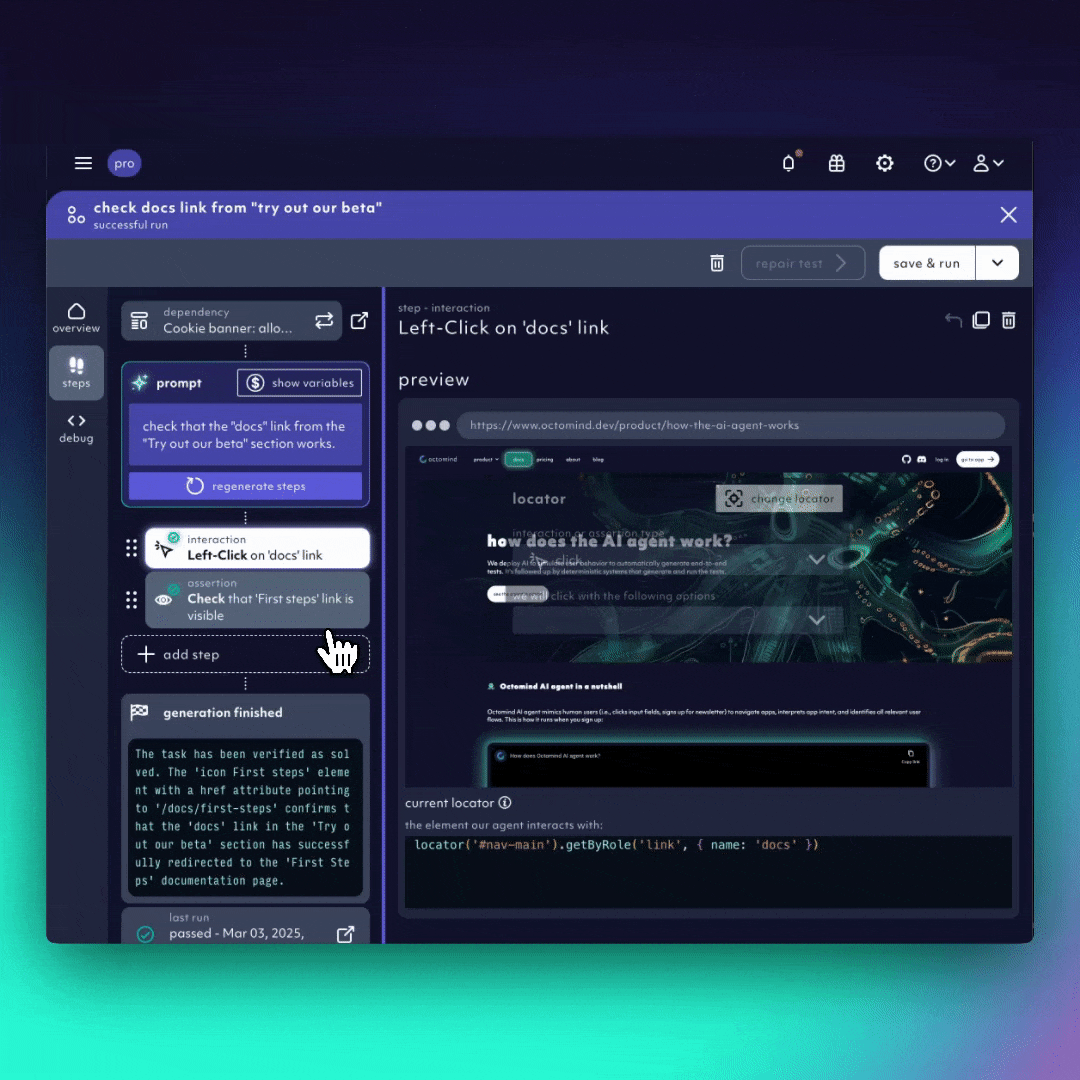 pro
check docs link from "try out our beta"
successful run
repair test
save & run
overview
steps
debug
dependency
Cookie banner: allo...
prompt
show variables
check that the "docs" link from the
"Try out our beta" section works.
regenerate steps
interaction
Left-Click on 'docs' link
assertion
Check that 'First steps' link is
visible
add step
generation finished
The task has been verified as sol
ved. The 'icon First steps' eleme
nt with a href attribute pointing
to '/docs/first-steps' confirms t
hat the 'docs' link in the 'Try o
ut our beta' section has successf
ully redirected to the 'First Ste
ps' documentation page.
last run
passed - Mar 03, 2025,
step - interaction
Left-Click on 'docs' link
preview
https://www.octomind.dev/product/how-the-ai-agent-works
octomind product docs pricing about blog log in go to app
locator
change locator
interaction or assertion type
how does the AI agent work?
click
We deploy AI to
user behavior to automatically generate end-to-end
tests. It's followed up by deterministic systems that generate and run the tests.
we will click with the following options
Octomind AI agent in a nutshell
Octomind AI agent mimics human users (i.e., clicks input fields, signs up for newsletter) to navigate apps, interprets app intent, and identifies all relevant user
flows. This is how it runs when you sign up:
How does Octomind AI agent work?
Copy link
current locator
the element our agent interacts with:
locator('#nav-main').getByRole('link', { name: 'docs' })